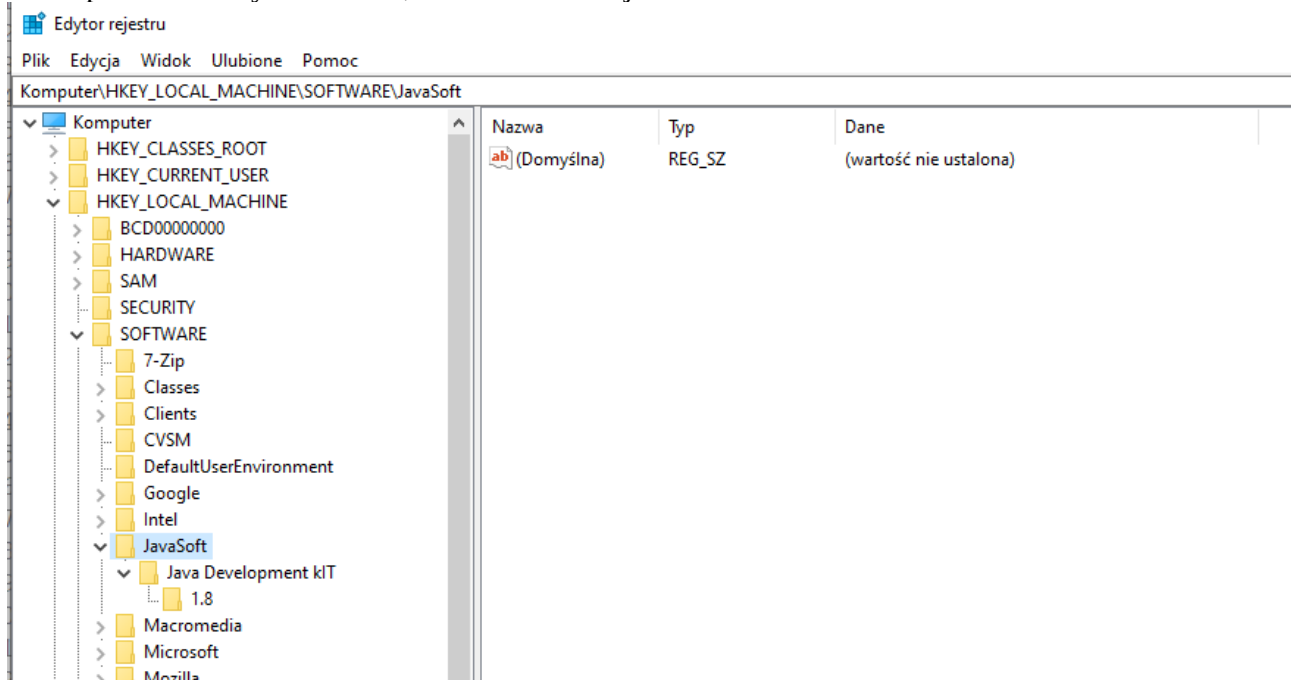 Edytor rejestru
Plik Edycja Widok Ulubione Pomoc
Komputer\HKEY_LOCAL_MACHINE\SOFTWARE\JavaSoft
Komputer
HKEY_CLASSES_ROOT
HKEY_CURRENT_USER
HKEY_LOCAL_MACHINE
BCD00000000
HARDWARE
SAM
SECURITY
SOFTWARE
7-Zip
Classes
Clients
CVSM
DefaultUserEnvironment
Google
Intel
JavaSoft
Java Development kIT
1.8
Macromedia
Microsoft
Mozilla
Nazwa Typ Dane
ab (Domyślna) REG_SZ (wartość nie ustalona)